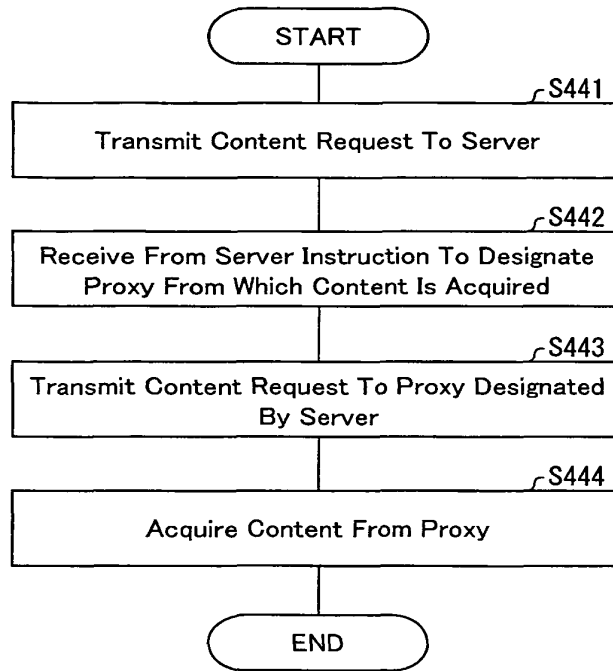 START
S441
Transmit Content Request To Server
S442
Receive From Server Instruction To Designate
Proxy From Which Content Is Acquired
S443
Transmit Content Request To Proxy Designated
By Server
S444
Acquire Content From Proxy
END